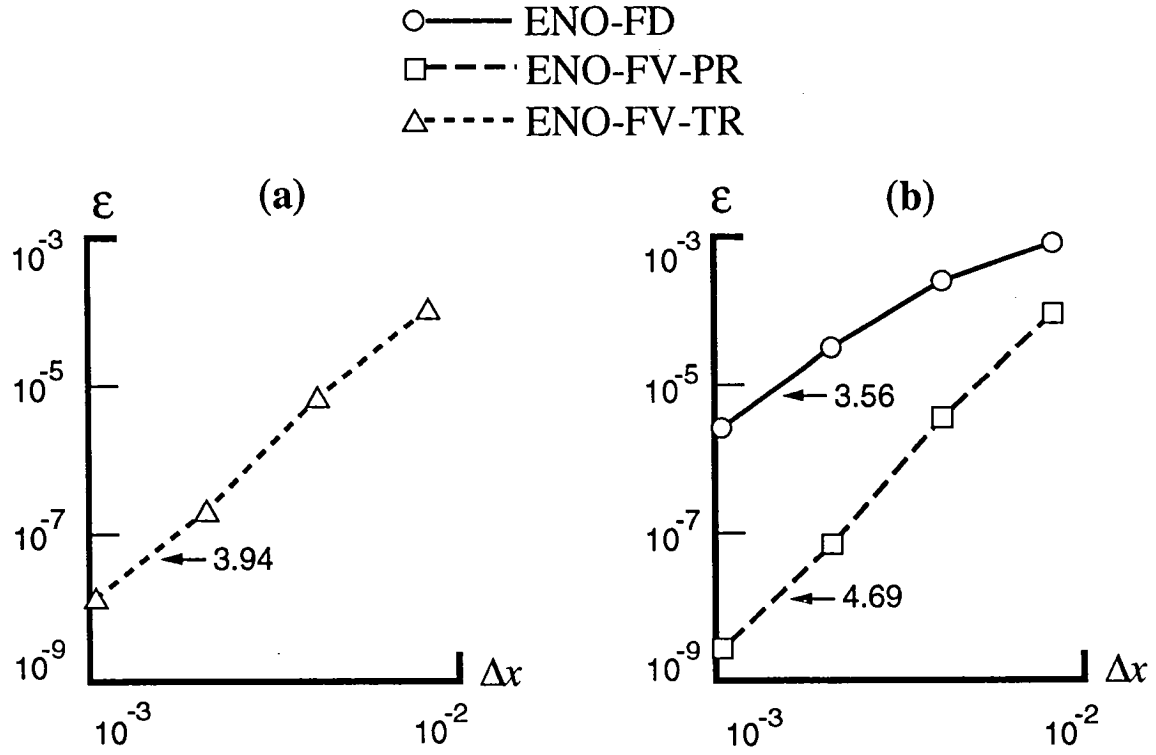 ENO-FD
ENO-FV-PR
ENO-FV-TR
(a)
ε
10⁻³
10⁻⁵
10⁻⁷
10⁻⁹
3.94
Δx
10⁻³
10⁻²
(b)
ε
10⁻³
10⁻⁵
10⁻⁷
10⁻⁹
3.56
4.69
Δx
10⁻³
10⁻²